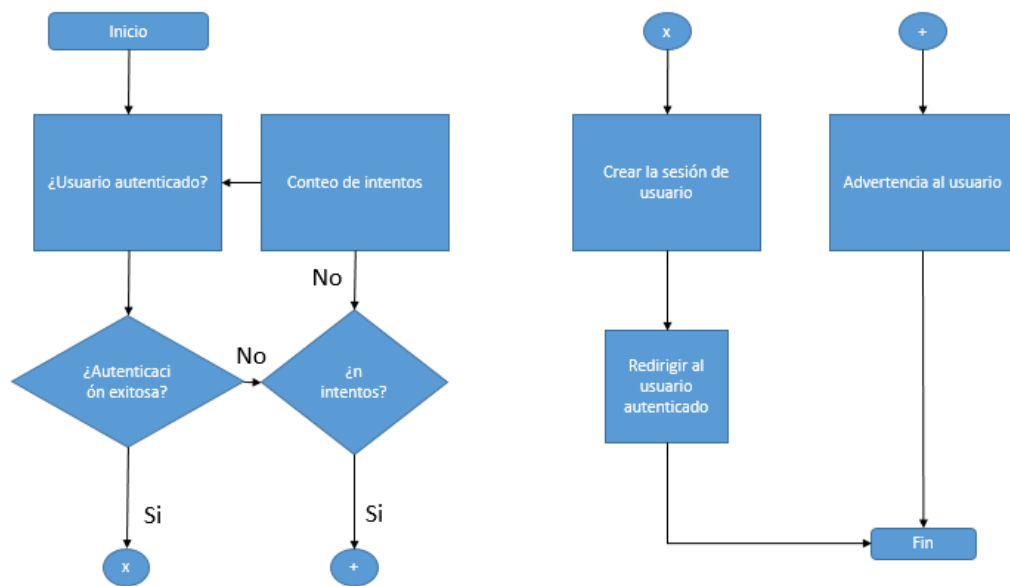 Inicio
x
+
¿Usuario autenticado?
Conteo de intentos
Crear la sesión de
usuario
Advertencia al usuario
No
¿Autenticaci
ón exitosa?
No
¿n
intentos?
Redirigir al
usuario
autenticado
Si
Si
x
+
Fin